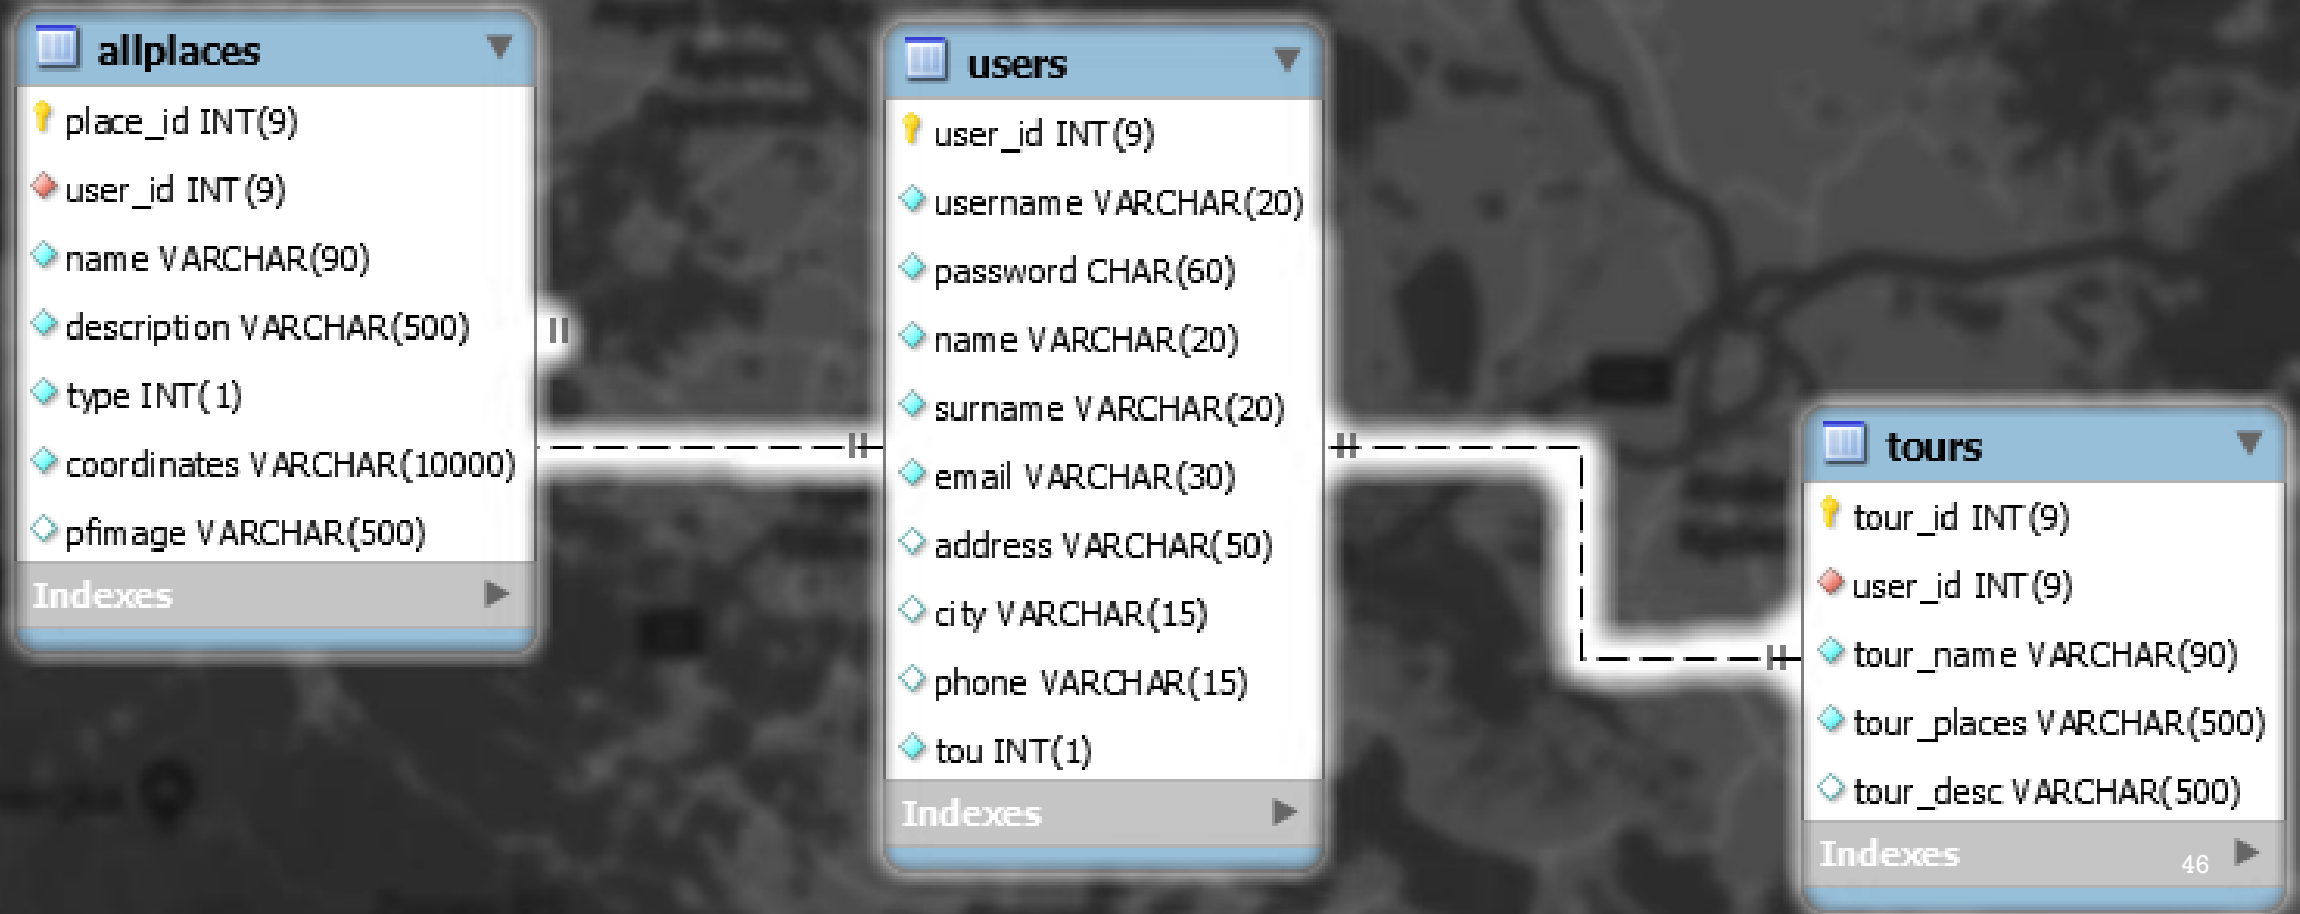 allplaces
place_id INT(9)
user_id INT(9)
name VARCHAR(90)
description VARCHAR(500)
type INT(1)
coordinates VARCHAR(10000)
pfimage VARCHAR(500)
Indexes
users
user_id INT(9)
username VARCHAR(20)
password CHAR(60)
name VARCHAR(20)
surname VARCHAR(20)
email VARCHAR(30)
address VARCHAR(50)
city VARCHAR(15)
phone VARCHAR(15)
tou INT(1)
Indexes
tours
tour_id INT(9)
user_id INT(9)
tour_name VARCHAR(90)
tour_places VARCHAR(500)
tour_desc VARCHAR(500)
Indexes
46